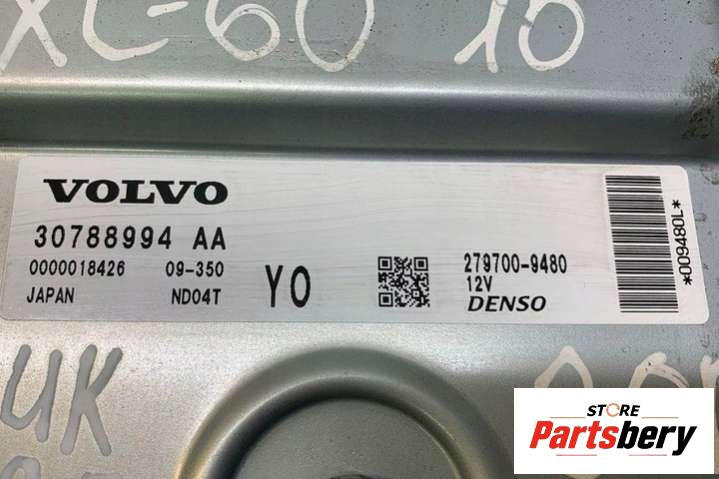 XC-60 10
VOLVO
30788994 AA
0000018426 09-350
JAPAN ND04T
Y0
279700-9480
12V
DENSO
*009480L*
UK
STORE
Partsbery